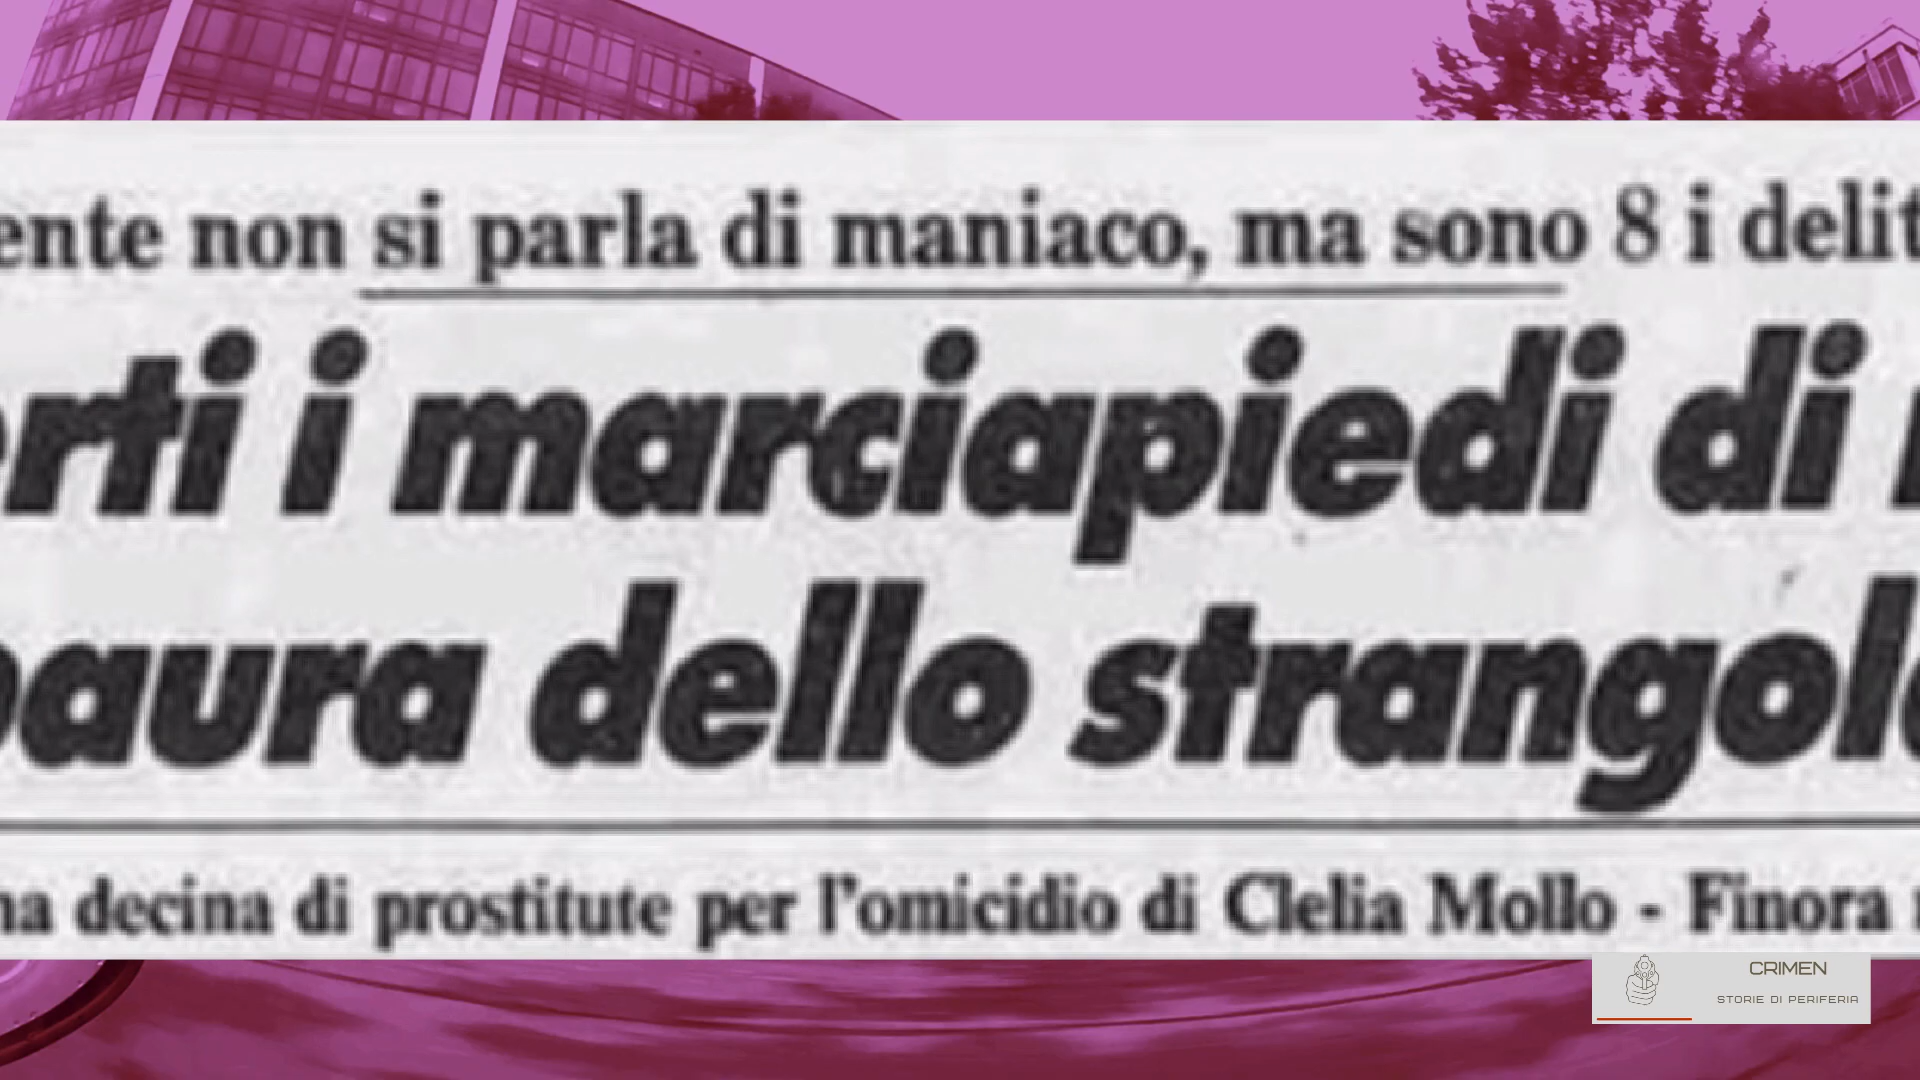 ente non si parla di maniaco, ma sono 8 i delit
erti i marciapiedi di
paura dello strangol
na decina di prostitute per l'omicidio di Clelia Mollo - Finora
CRIMEN
STORIE DI PERIFERIA